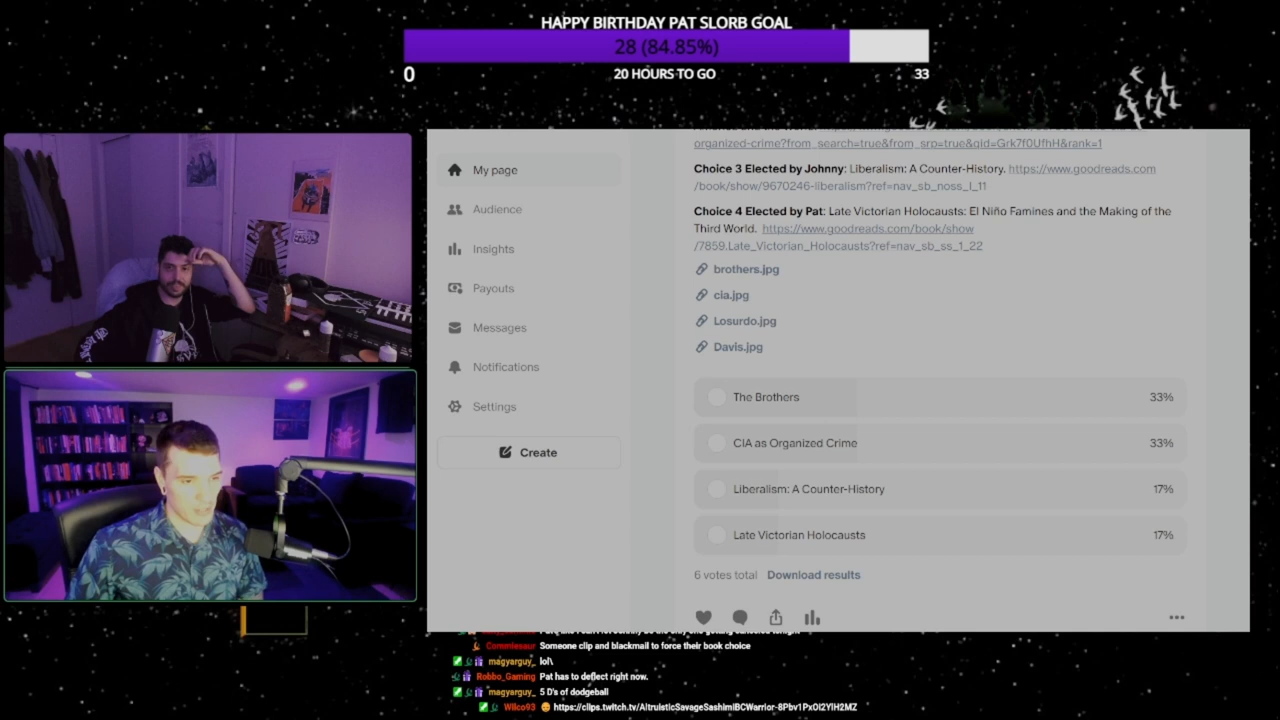 HAPPY BIRTHDAY PAT SLORB GOAL
28 (84.85%)
0
20 HOURS TO GO
33
organized-crime?from_search=true&from_srp=true&qid=Grk7f0UfhH&rank=1
Choice 3 Elected by Johnny: Liberalism: A Counter-History. https://www.goodreads.com
/book/show/9670246-liberalism?ref=nav_sb_noss_l_11
Choice 4 Elected by Pat: Late Victorian Holocausts: El Niño Famines and the Making of the
Third World. https://www.goodreads.com/book/show
/7859.Late_Victorian_Holocausts?ref=nav_sb_ss_1_22
brothers.jpg
cia.jpg
Losurdo.jpg
Davis.jpg
My page
Audience
Insights
Payouts
Messages
Notifications
Settings
Create
The Brothers 33%
CIA as Organized Crime 33%
Liberalism: A Counter-History 17%
Late Victorian Holocausts 17%
6 votes total Download results
Commiesaur Someone clip and blackmail to force their book choice
magyarguy_ lol\
Robbo_Gaming Pat has to deflect right now.
magyarguy_ 5 D's of dodgeball
Wilco93 https://clips.twitch.tv/AltruisticSavageSashimiBCWarrior-8Pbv1PxOI2YlH2MZ